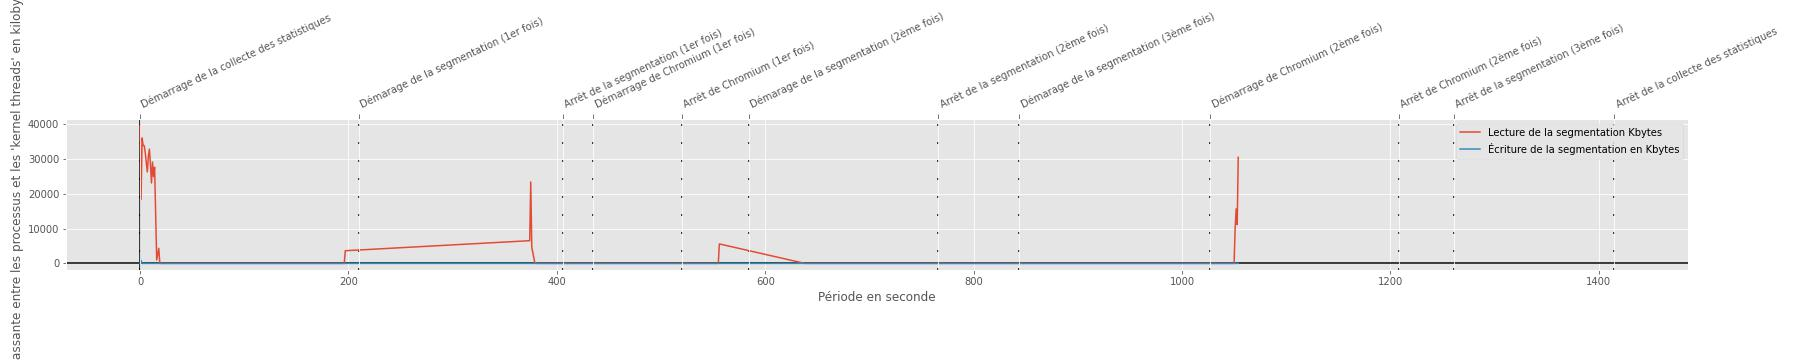 Démarrage de la collecte des statistiques
Démarage de la segmentation (1er fois)
Arrêt de la segmentation (1er fois)
Démarrage de Chromium (1er fois)
Arrêt de Chromium (1er fois)
Démarage de la segmentation (2ème fois)
Arrêt de la segmentation (2ème fois)
Démarage de la segmentation (3ème fois)
Démarrage de Chromium (2ème fois)
Arrêt de Chromium (2ème fois)
Arrêt de la segmentation (3ème fois)
Arrêt de la collecte des statistiques
assante entre les processus et les 'kernel threads' en kiloby
40000
30000
20000
10000
0
Lecture de la segmentation Kbytes
Écriture de la segmentation en Kbytes
0 200 400 600 800 1000 1200 1400
Période en seconde